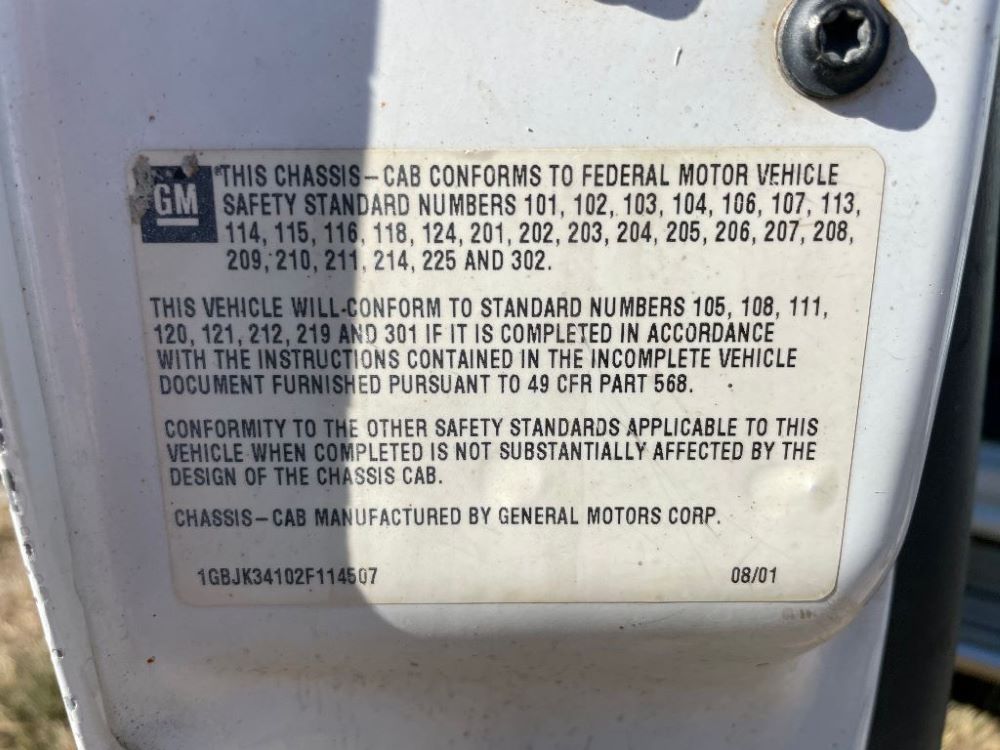 GM
THIS CHASSIS-CAB CONFORMS TO FEDERAL MOTOR VEHICLE
SAFETY STANDARD NUMBERS 101, 102, 103, 104, 106, 107, 113,
114, 115, 116, 118, 124, 201, 202, 203, 204, 205, 206, 207, 208,
209, 210, 211, 214, 225 AND 302.
THIS VEHICLE WILL CONFORM TO STANDARD NUMBERS 105, 108, 111,
120, 121, 212, 219 AND 301 IF IT IS COMPLETED IN ACCORDANCE
WITH THE INSTRUCTIONS CONTAINED IN THE INCOMPLETE VEHICLE
DOCUMENT FURNISHED PURSUANT TO 49 CFR PART 568.
CONFORMITY TO THE OTHER SAFETY STANDARDS APPLICABLE TO THIS
VEHICLE WHEN COMPLETED IS NOT SUBSTANTIALLY AFFECTED BY THE
DESIGN OF THE CHASSIS CAB.
CHASSIS-CAB MANUFACTURED BY GENERAL MOTORS CORP.
1GBJK34102F114507 08/01